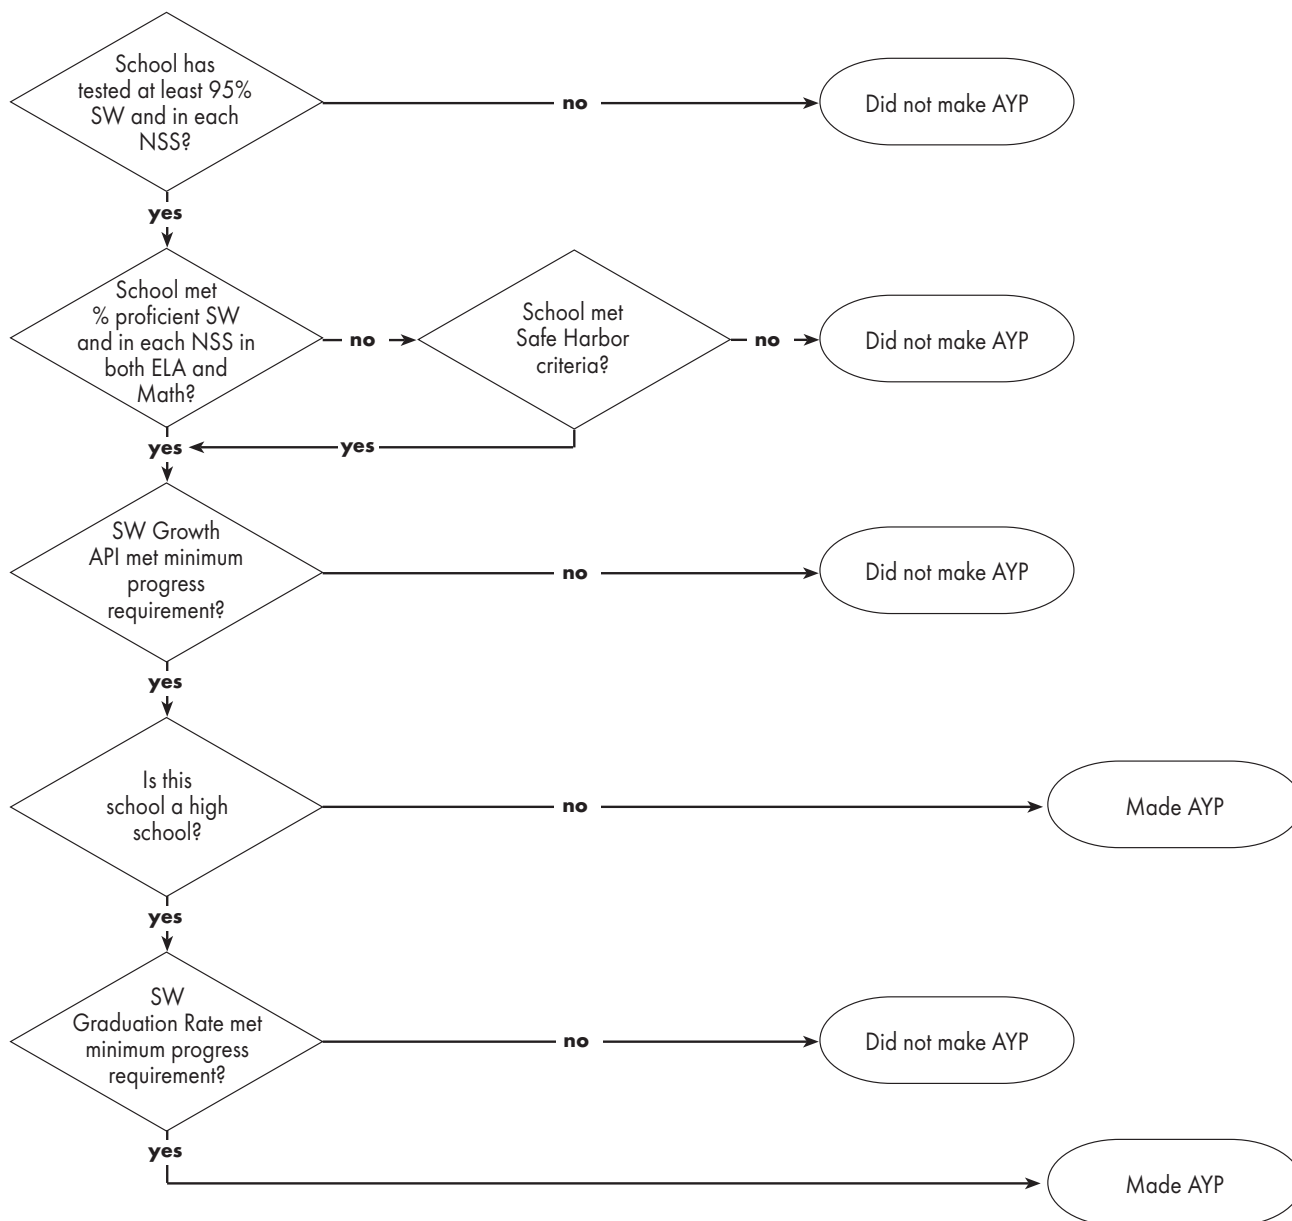 School has
tested at least 95%
SW and in each
NSS?
no
Did not make AYP
yes
School met
% proficient SW
and in each NSS in
both ELA and
Math?
no
School met
Safe Harbor
criteria?
no
Did not make AYP
yes
yes
SW Growth
API met minimum
progress
requirement?
no
Did not make AYP
yes
Is this
school a high
school?
no
Made AYP
yes
SW
Graduation Rate met
minimum progress
requirement?
no
Did not make AYP
yes
Made AYP